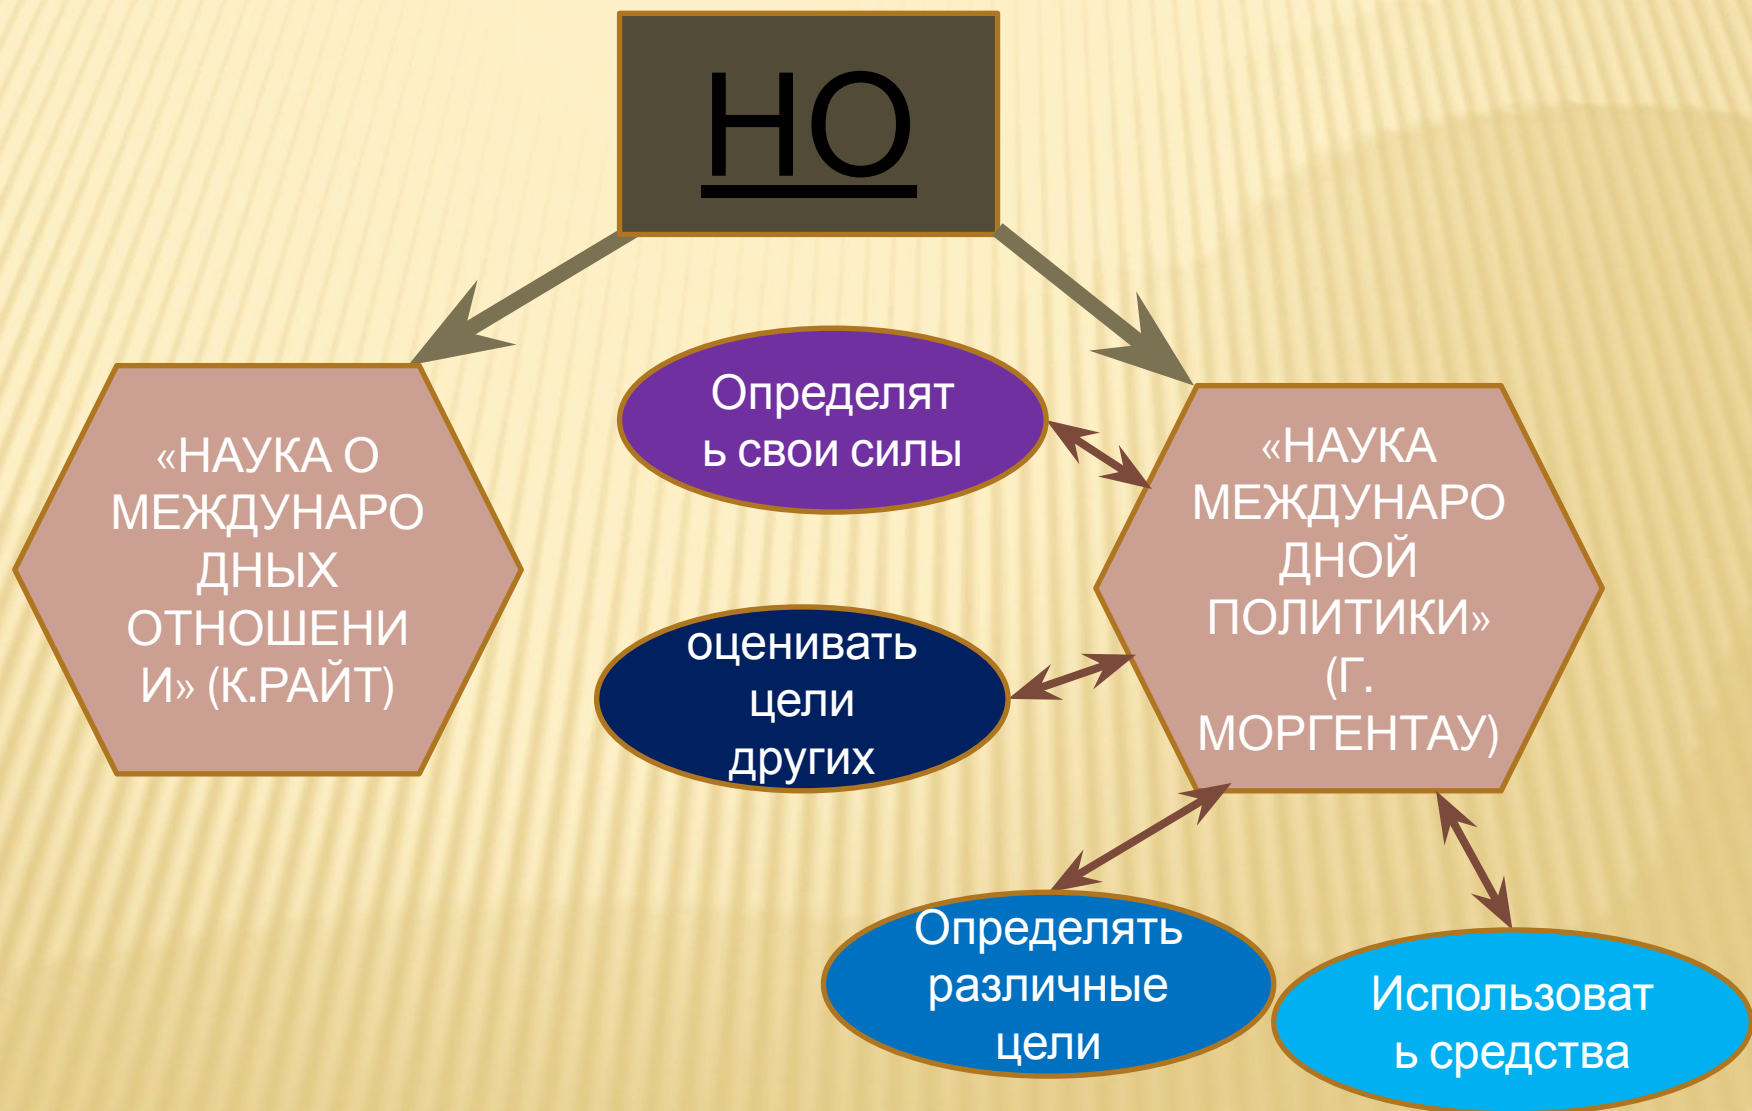 НО
«НАУКА О
МЕЖДУНАРО
ДНЫХ
ОТНОШЕНИ
И» (К.РАЙТ)
Определят
ь свои силы
оценивать
цели
других
«НАУКА
МЕЖДУНАРО
ДНОЙ
ПОЛИТИКИ»
(Г.
МОРГЕНТАУ)
Определять
различные
цели
Использоват
ь средства